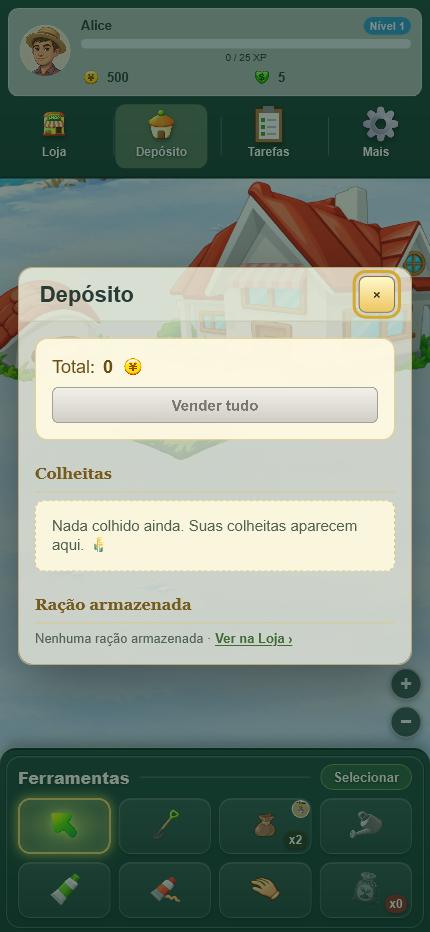 Alice
Nível 1
0 / 25 XP
500
5
Loja
Depósito
Tarefas
Mais
Depósito
×
Total: 0
Vender tudo
Colheitas
Nada colhido ainda. Suas colheitas aparecem
aqui.
Ração armazenada
Nenhuma ração armazenada · Ver na Loja ›
+
−
Ferramentas
Selecionar
x2
x0